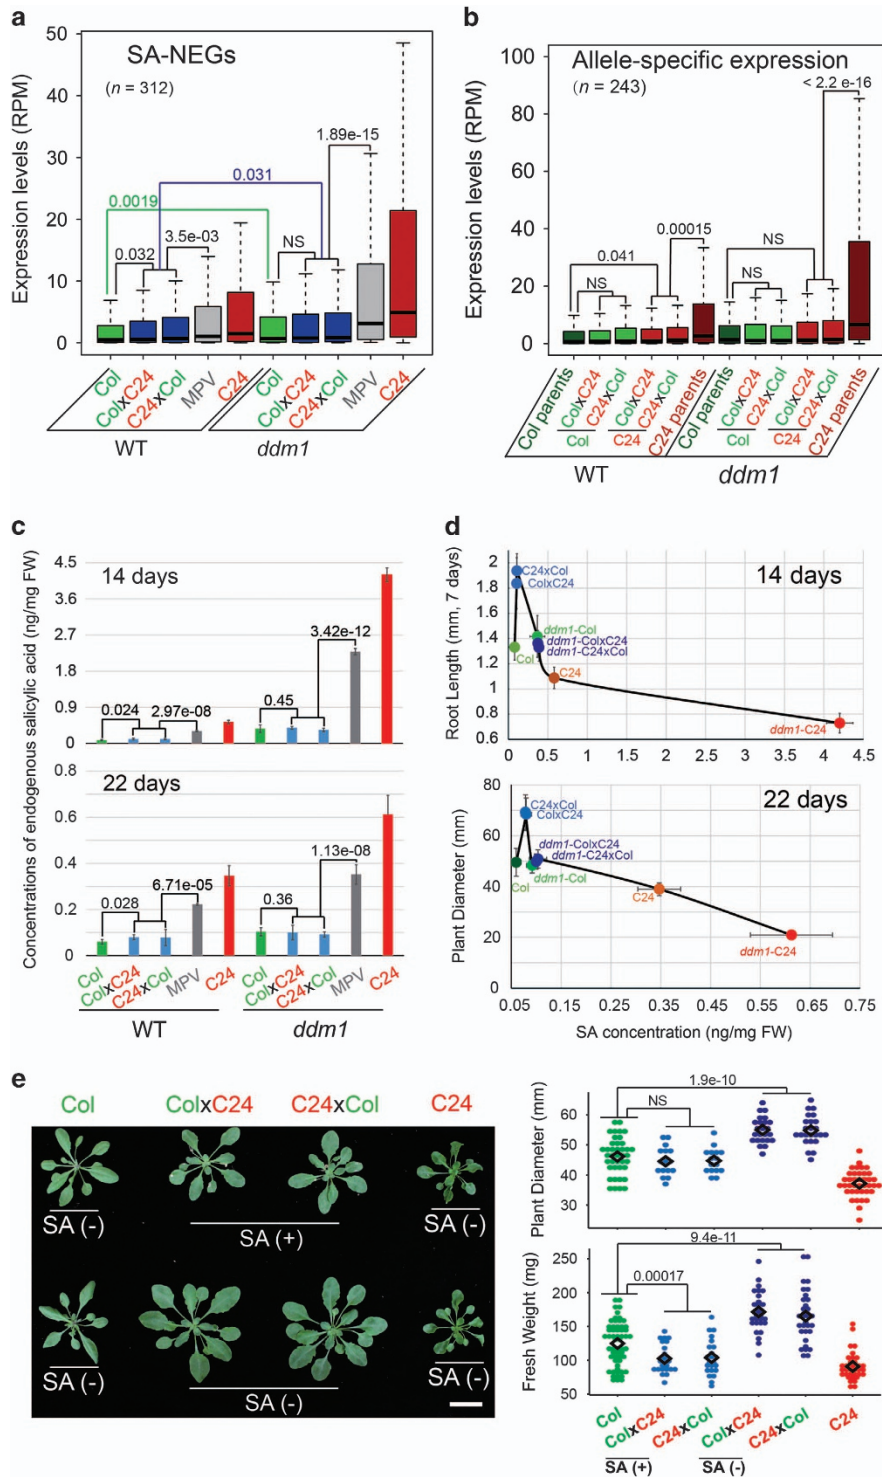 a
SA-NEGs
(n = 312)
Expression levels (RPM)
50
40
30
20
10
0
0.0019
0.032
3.5e-03
0.031
NS
1.89e-15
Col
ColxC24
C24xCol
MPV
C24
Col
ColxC24
C24xCol
MPV
C24
WT
ddm1
b
Allele-specific expression
(n = 243)
Expression levels (RPM)
100
80
60
40
20
0
NS
0.041
0.00015
NS
NS
< 2.2 e-16
Col parents
ColxC24
C24xCol
ColxC24
C24xCol
C24 parents
Col parents
ColxC24
C24xCol
ColxC24
C24xCol
C24 parents
Col
C24
Col
C24
WT
ddm1
c
Concentrations of endogenous salicylic acid (ng/mg FW)
14 days
4.5
3.6
2.7
1.8
0.9
0
0.024
2.97e-08
0.45
3.42e-12
22 days
0.8
0.6
0.4
0.2
0
0.028
6.71e-05
0.36
1.13e-08
Col
ColxC24
C24xCol
MPV
C24
Col
ColxC24
C24xCol
MPV
C24
WT
ddm1
d
Root Length (mm, 7 days)
14 days
2
1.8
1.6
1.4
1.2
1
0.8
0.6
C24xCol
ColxC24
ddm1-Col
ddm1-ColxC24
ddm1-C24xCol
Col
C24
ddm1-C24
0 0.5 1 1.5 2 2.5 3 3.5 4 4.5
Plant Diameter (mm)
22 days
80
60
40
20
0
C24xCol
ColxC24
ddm1-ColxC24
ddm1-C24xCol
Col
ddm1-Col
C24
ddm1-C24
0.05 0.15 0.25 0.35 0.45 0.55 0.65 0.75
SA concentration (ng/mg FW)
e
Col ColxC24 C24xCol C24
SA (-)
SA (+)
SA (-)
SA (-)
SA (-)
SA (-)
Plant Diameter (mm)
60
50
40
30
NS
1.9e-10
Fresh Weight (mg)
250
200
150
100
50
0.00017
9.4e-11
Col
ColxC24
C24xCol
ColxC24
C24xCol
C24
SA (+)
SA (-)